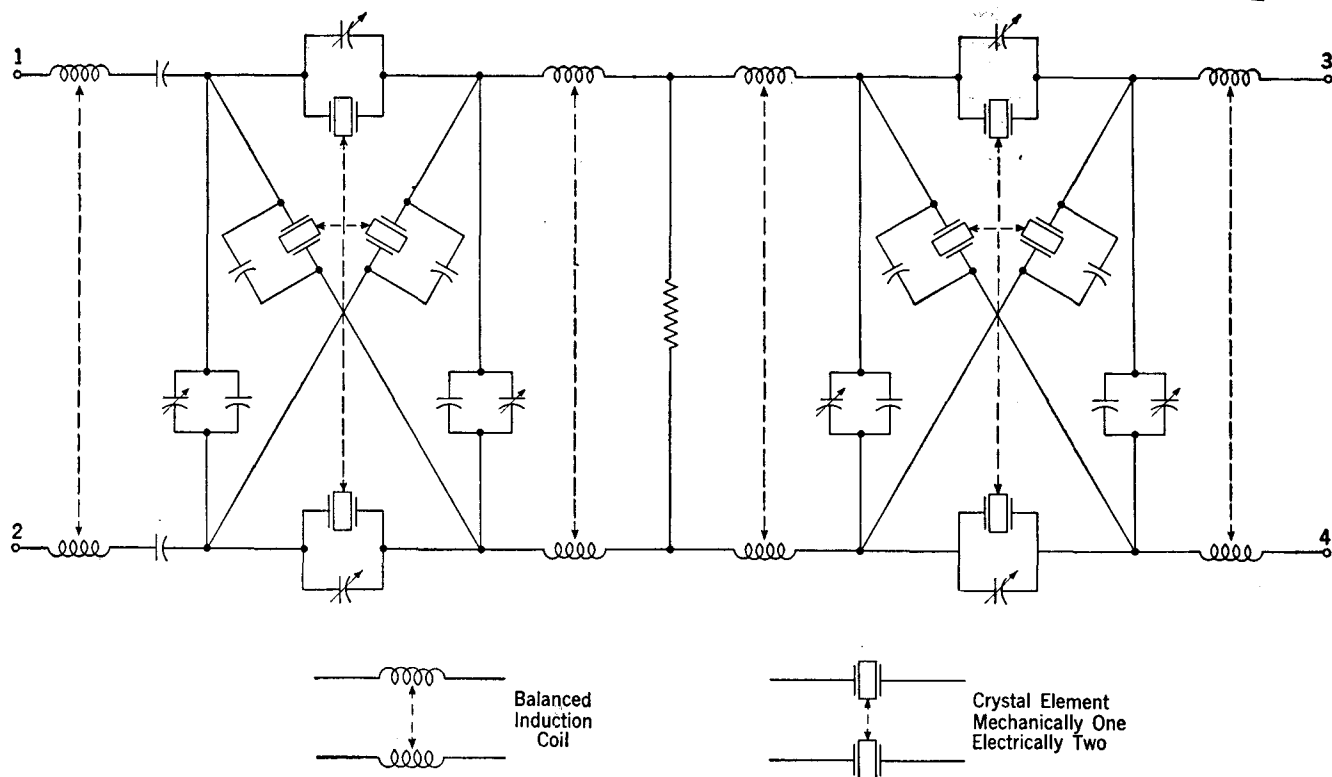 1
3
2
4
Balanced
Induction
Coil
Crystal Element
Mechanically One
Electrically Two